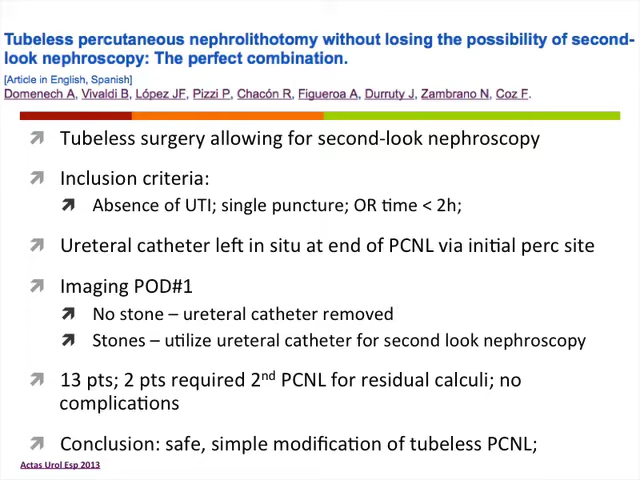 Tubeless percutaneous nephrolithotomy without losing the possibility of second-
look nephroscopy: The perfect combination.
[Article in English, Spanish]
Domenech A, Vivaldi B, López JF, Pizzi P, Chacón R, Figueroa A, Durruty J, Zambrano N, Coz F.
Tubeless surgery allowing for second-look nephroscopy
Inclusion criteria:
Absence of UTI; single puncture; OR time < 2h;
Ureteral catheter left in situ at end of PCNL via initial perc site
Imaging POD#1
No stone – ureteral catheter removed
Stones – utilize ureteral catheter for second look nephroscopy
13 pts; 2 pts required 2nd PCNL for residual calculi; no
complications
Conclusion: safe, simple modification of tubeless PCNL;
Actas Urol Esp 2013